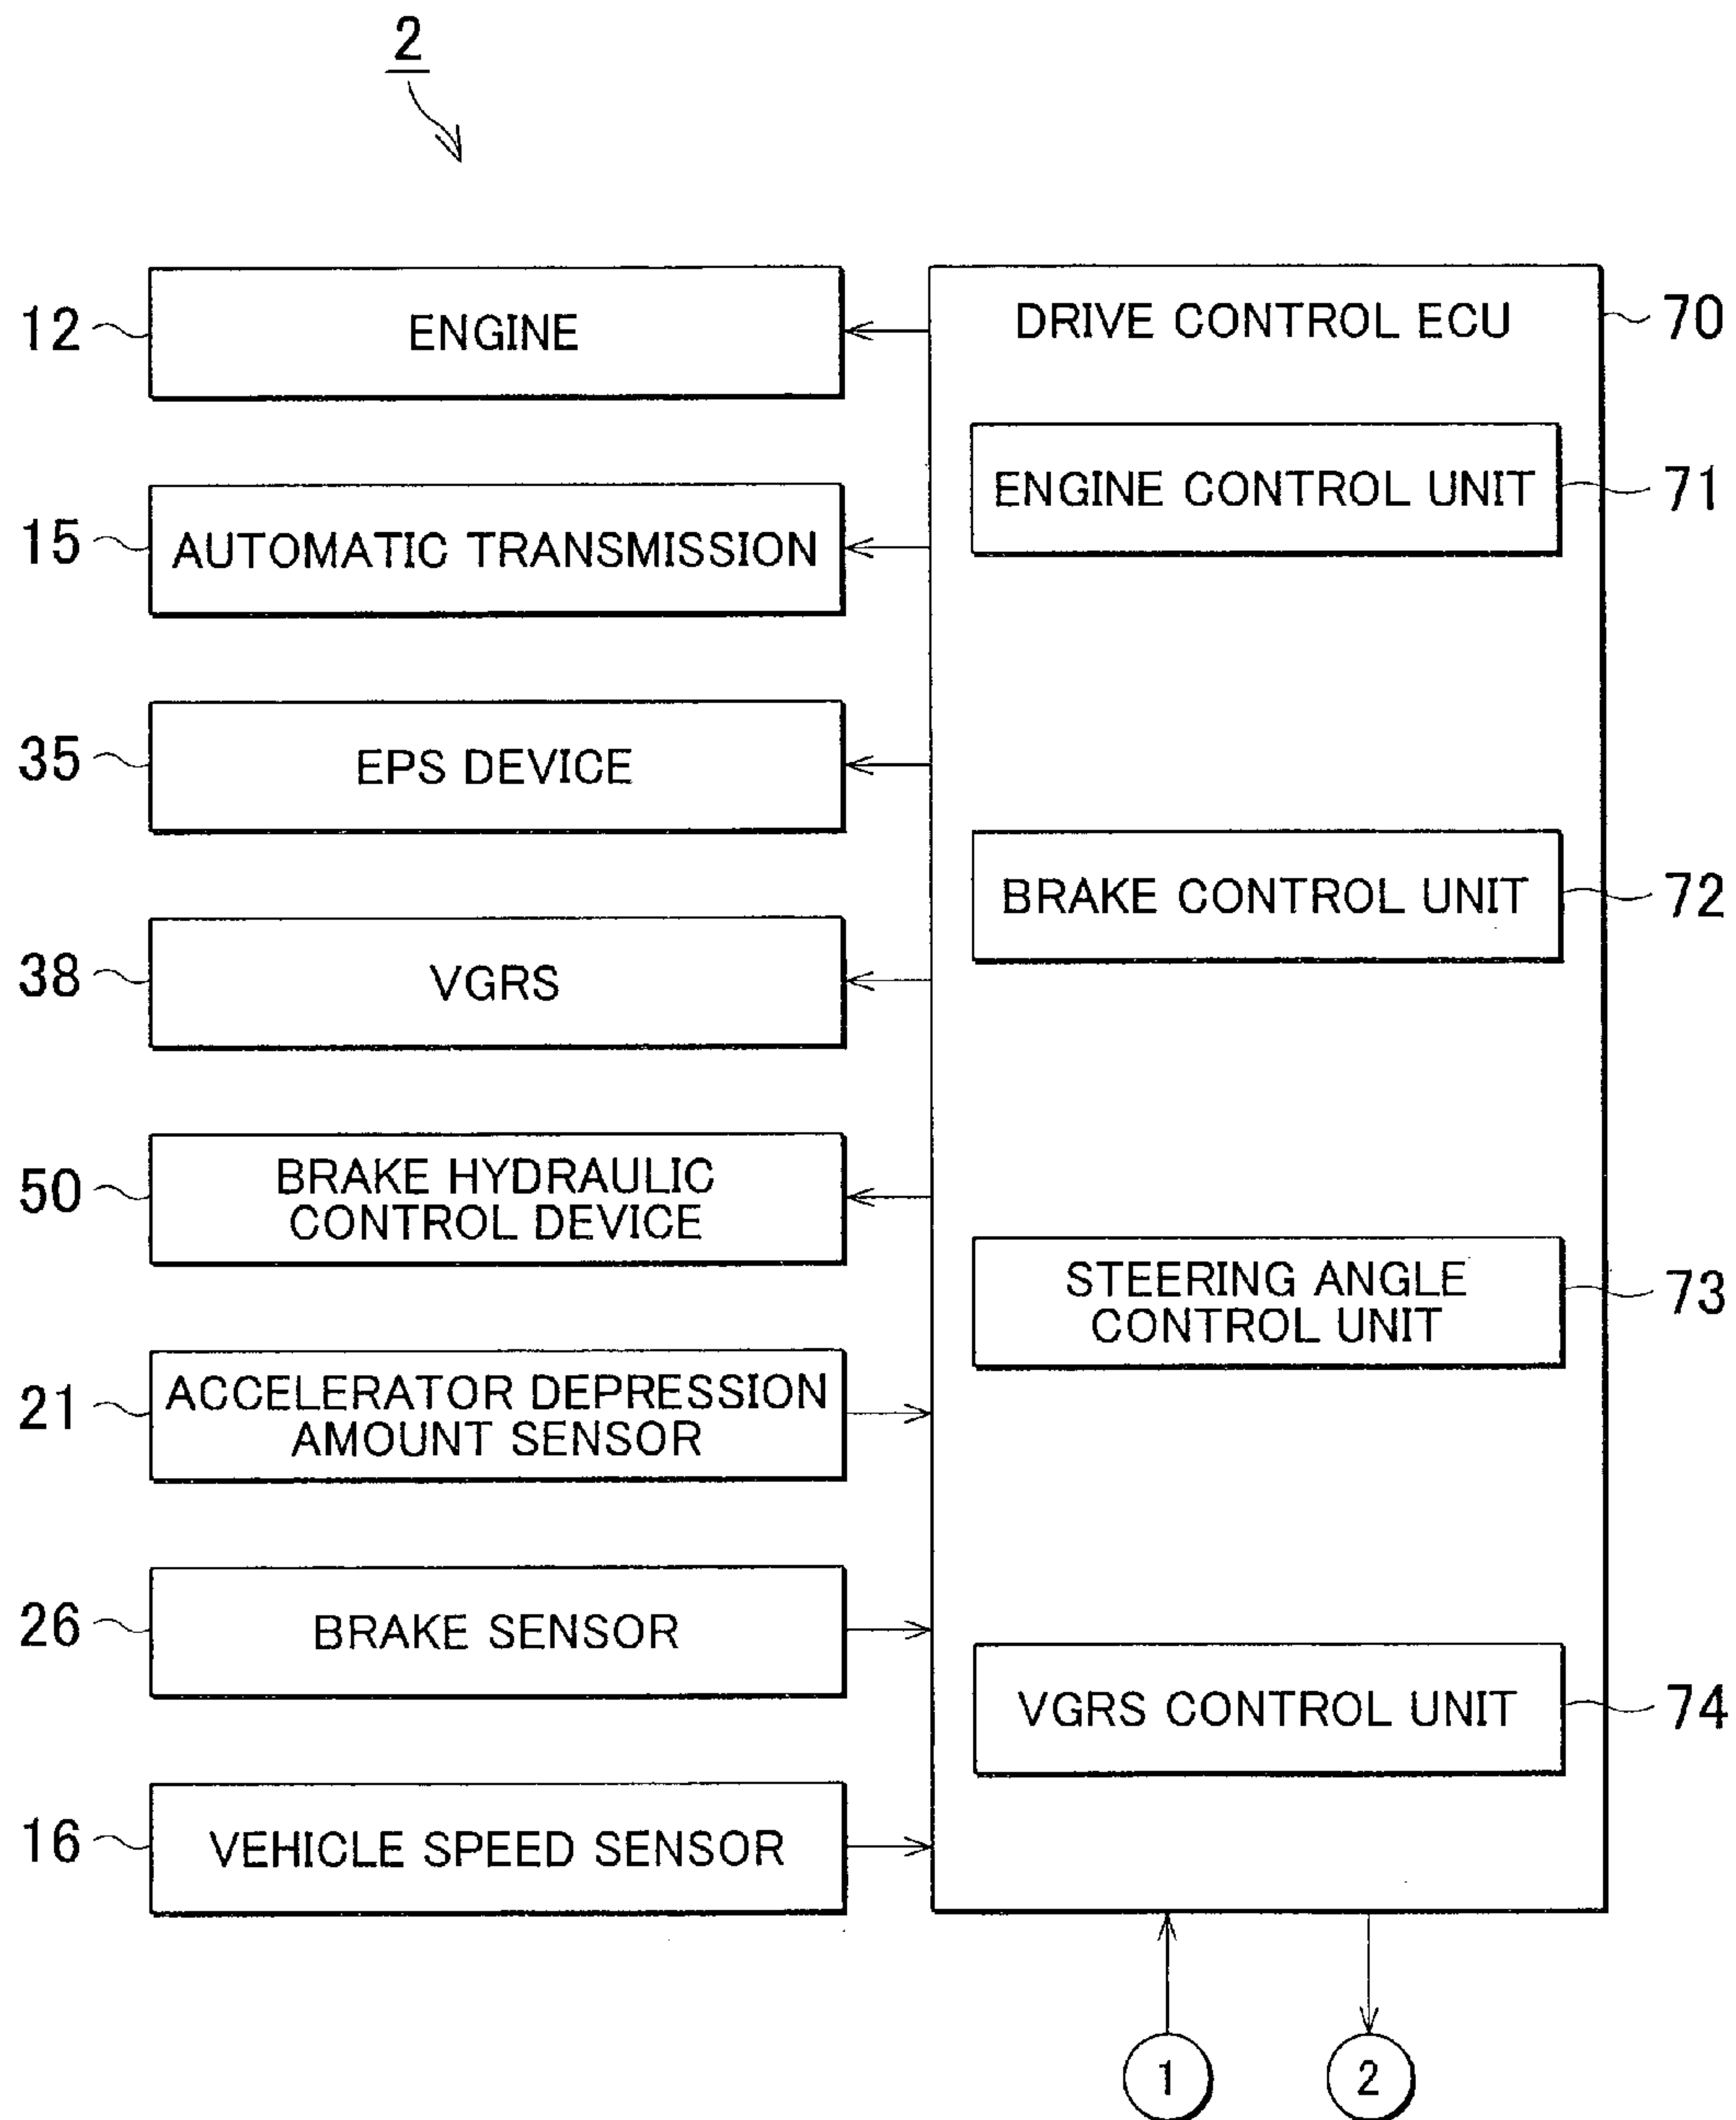 2
12
ENGINE
15
AUTOMATIC TRANSMISSION
35
EPS DEVICE
38
VGRS
50
BRAKE HYDRAULIC
CONTROL DEVICE
21
ACCELERATOR DEPRESSION
AMOUNT SENSOR
26
BRAKE SENSOR
16
VEHICLE SPEED SENSOR
DRIVE CONTROL ECU
70
ENGINE CONTROL UNIT
71
BRAKE CONTROL UNIT
72
STEERING ANGLE
CONTROL UNIT
73
VGRS CONTROL UNIT
74
1
2